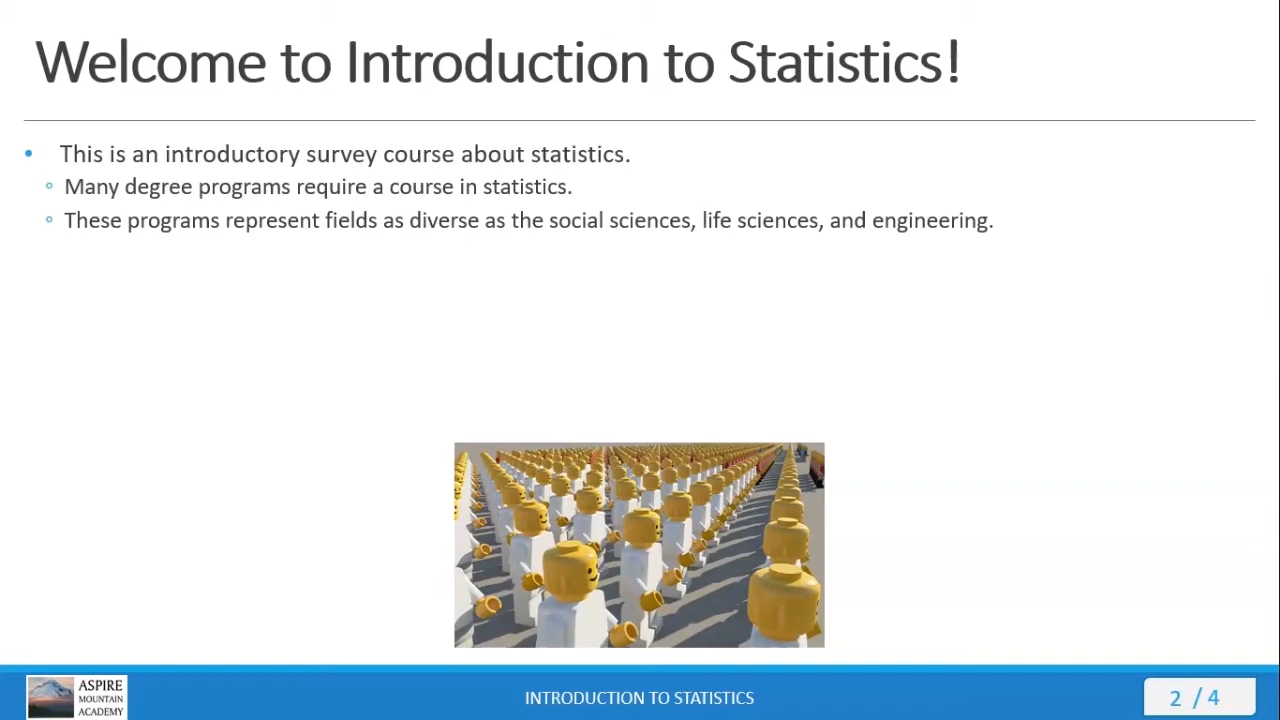 Welcome to Introduction to Statistics!
• This is an introductory survey course about statistics.
◦ Many degree programs require a course in statistics.
◦ These programs represent fields as diverse as the social sciences, life sciences, and engineering.
ASPIRE
MOUNTAIN
ACADEMY
INTRODUCTION TO STATISTICS
2 / 4